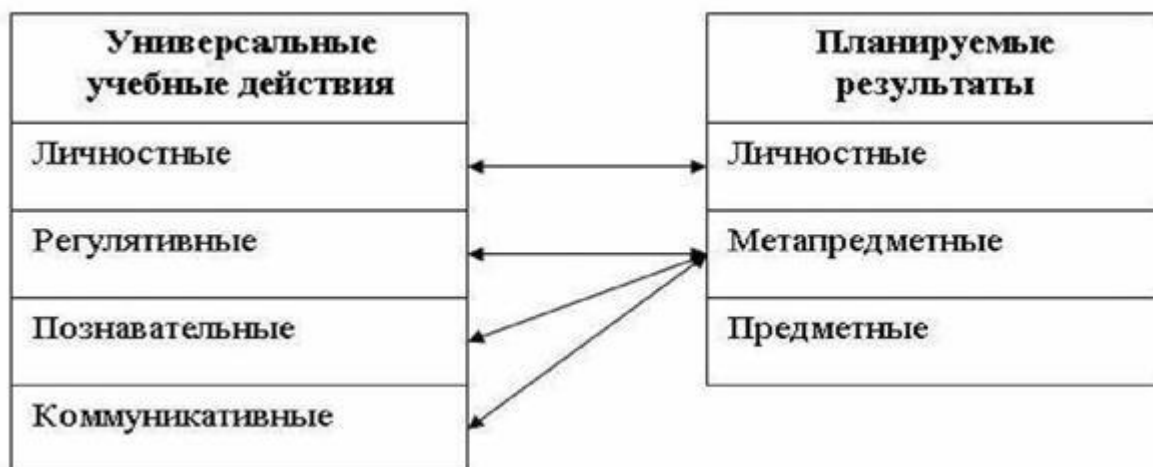 Универсальные
учебные действия
Личностные
Регулятивные
Познавательные
Коммуникативные
Планируемые
результаты
Личностные
Метапредметные
Предметные